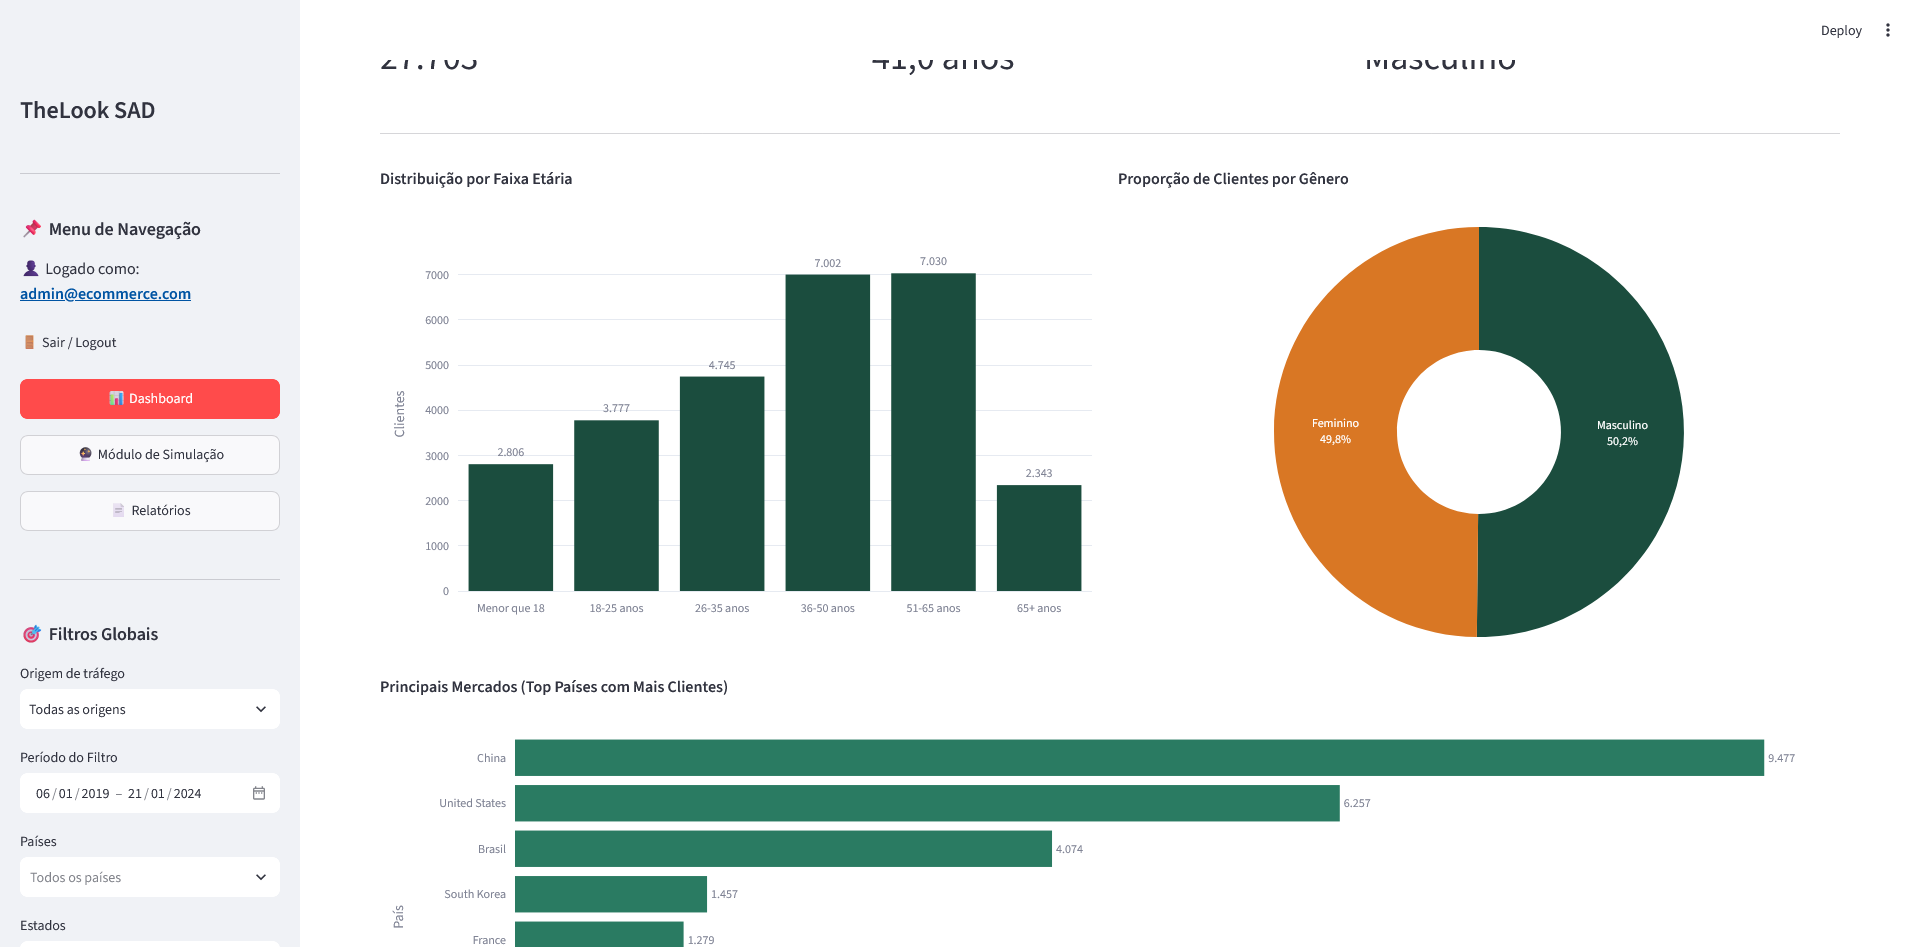 TheLook SAD
Menu de Navegação
Logado como:
admin@ecommerce.com
Sair / Logout
Dashboard
Módulo de Simulação
Relatórios
Filtros Globais
Origem de tráfego
Todas as origens
Período do Filtro
06 / 01 / 2019 – 21 / 01 / 2024
Países
Todos os países
Estados
Deploy
27.703 41,0 anos Masculino
Distribuição por Faixa Etária
Clientes
7000
6000
5000
4000
3000
2000
1000
0
2.806
3.777
4.745
7.002
7.030
2.343
Menor que 18
18-25 anos
26-35 anos
36-50 anos
51-65 anos
65+ anos
Proporção de Clientes por Gênero
Feminino
49,8%
Masculino
50,2%
Principais Mercados (Top Países com Mais Clientes)
País
China 9.477
United States 6.257
Brasil 4.074
South Korea 1.457
France 1.279